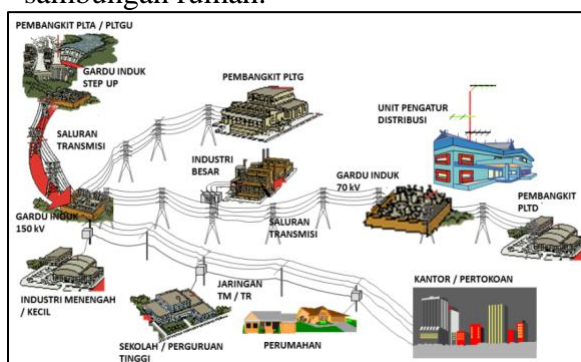 sambungan rumah.
PEMBANGKIT PLTA / PLTGU
GARDU INDUK
STEP UP
SALURAN
TRANSMISI
GARDU INDUK
150 kV
INDUSTRI MENENGAH
/ KECIL
PEMBANGKIT PLTG
INDUSTRI
BESAR
SALURAN
TRANSMISI
GARDU INDUK
70 kV
UNIT PENGATUR
DISTRIBUSI
PEMBANGKIT
PLTD
JARINGAN
TM / TR
SEKOLAH / PERGURUAN
TINGGI
PERUMAHAN
KANTOR / PERTOKOAN